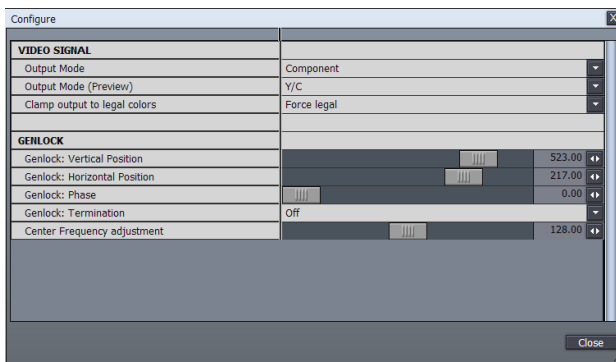 Configure
X
VIDEO SIGNAL
Output Mode Component
Output Mode (Preview) Y/C
Clamp output to legal colors Force legal
GENLOCK
Genlock: Vertical Position 523.00
Genlock: Horizontal Position 217.00
Genlock: Phase 0.00
Genlock: Termination Off
Center Frequency adjustment 128.00
Close